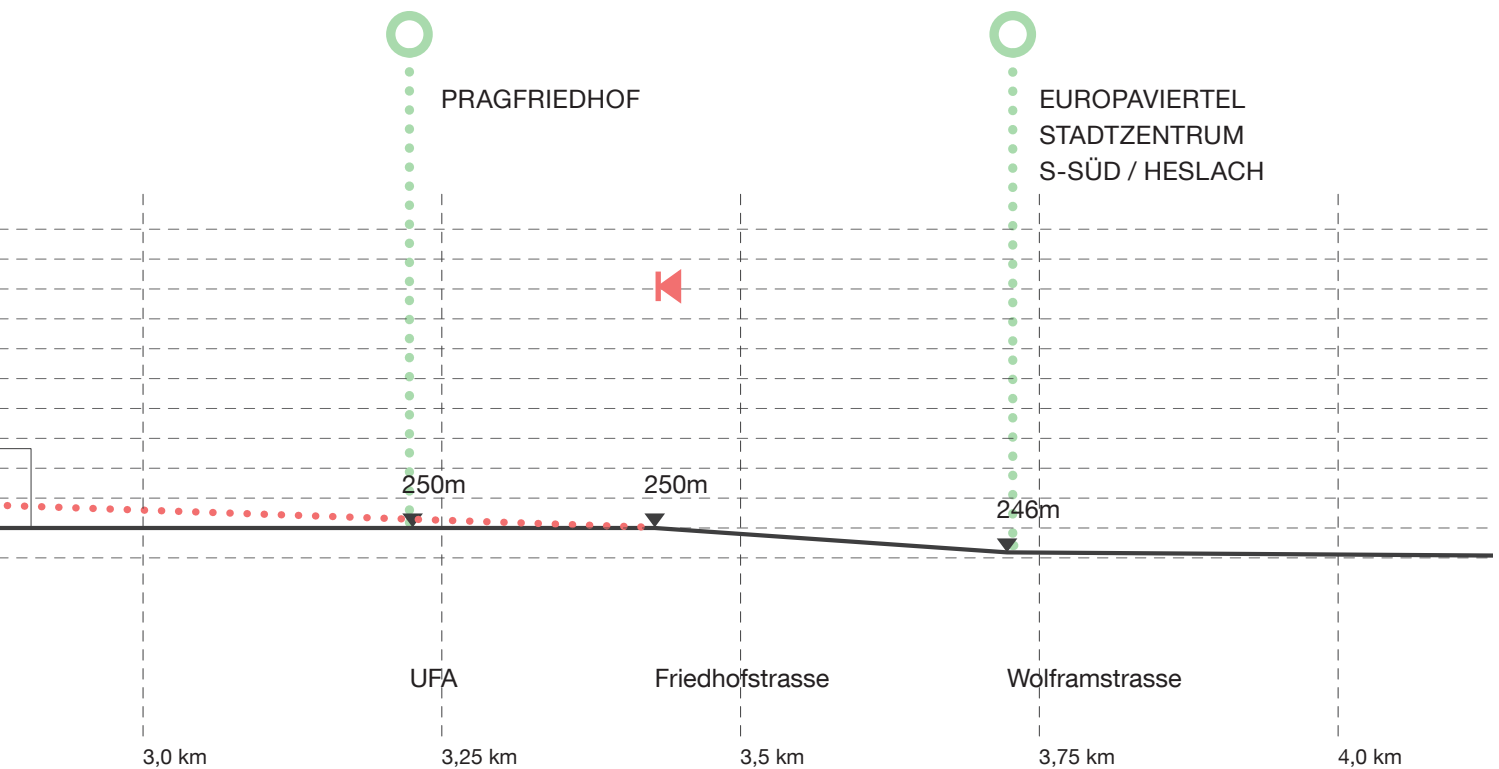 PRAGFRIEDHOF
EUROPAVIERTEL
STADTZENTRUM
S-SÜD / HESLACH
250m
250m
246m
UFA
Friedhofstrasse
Wolframstrasse
3,0 km
3,25 km
3,5 km
3,75 km
4,0 km